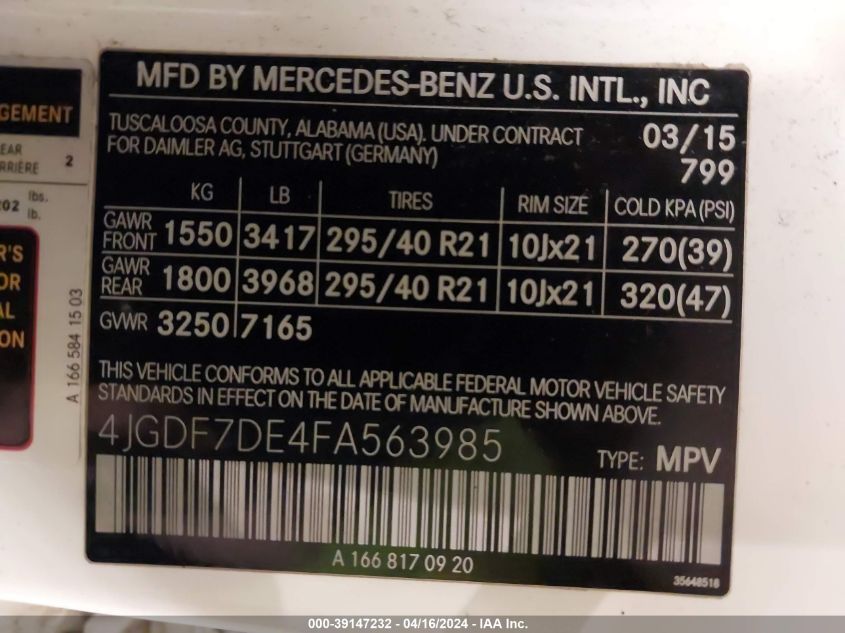 GEMENT
EAR
RRIÈRE 2
202 lbs.
lb.
R'S
OR
AL
ON
A 166 584 15 03
MFD BY MERCEDES-BENZ U.S. INTL., INC
TUSCALOOSA COUNTY, ALABAMA (USA). UNDER CONTRACT
FOR DAIMLER AG, STUTTGART (GERMANY)
03/15
799
KG LB TIRES RIM SIZE COLD KPA (PSI)
GAWR FRONT 1550 3417 295/40 R21 10Jx21 270(39)
GAWR REAR 1800 3968 295/40 R21 10Jx21 320(47)
GVWR 3250 7165
THIS VEHICLE CONFORMS TO ALL APPLICABLE FEDERAL MOTOR VEHICLE SAFETY
STANDARDS IN EFFECT ON THE DATE OF MANUFACTURE SHOWN ABOVE.
4JGDF7DE4FA563985
TYPE: MPV
A 166 817 09 20
35648518
000-39147232 - 04/16/2024 - IAA Inc.